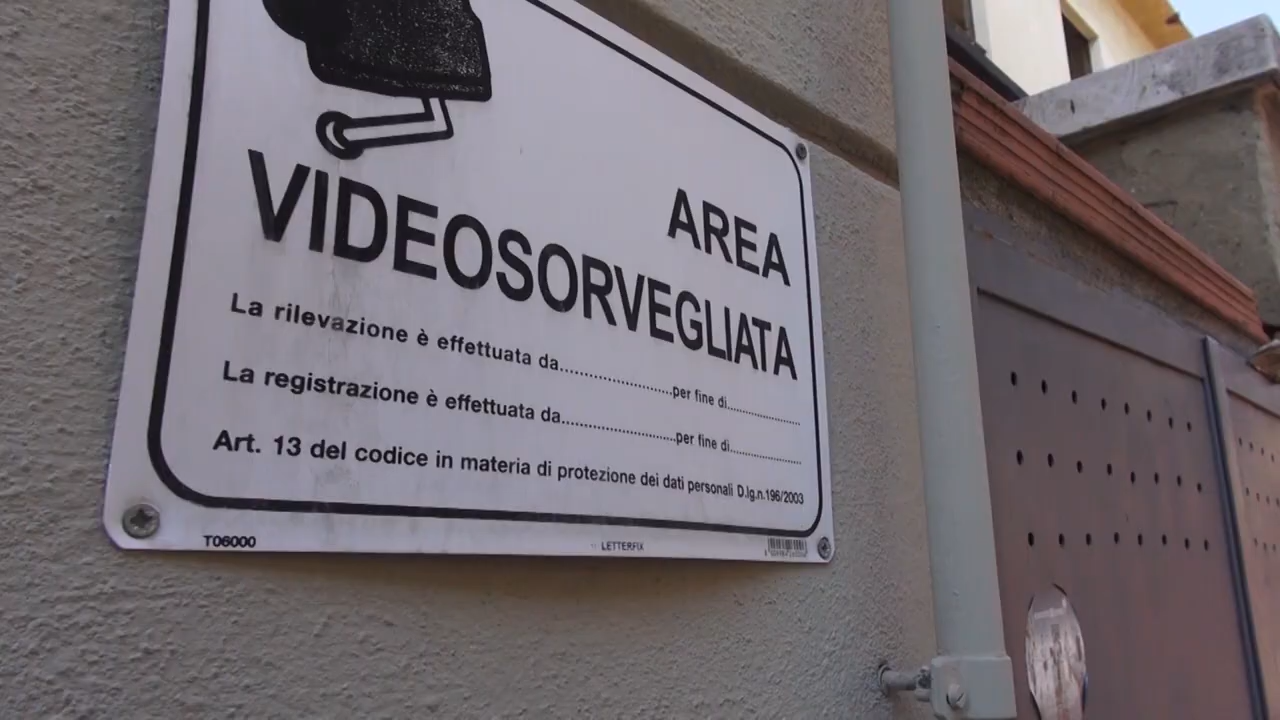 AREA
VIDEOSORVEGLIATA
La rilevazione è effettuata da......................per fine di..................
La registrazione è effettuata da......................per fine di..................
Art. 13 del codice in materia di protezione dei dati personali D.lg.n.196/2003
T06000
LETTERFIX